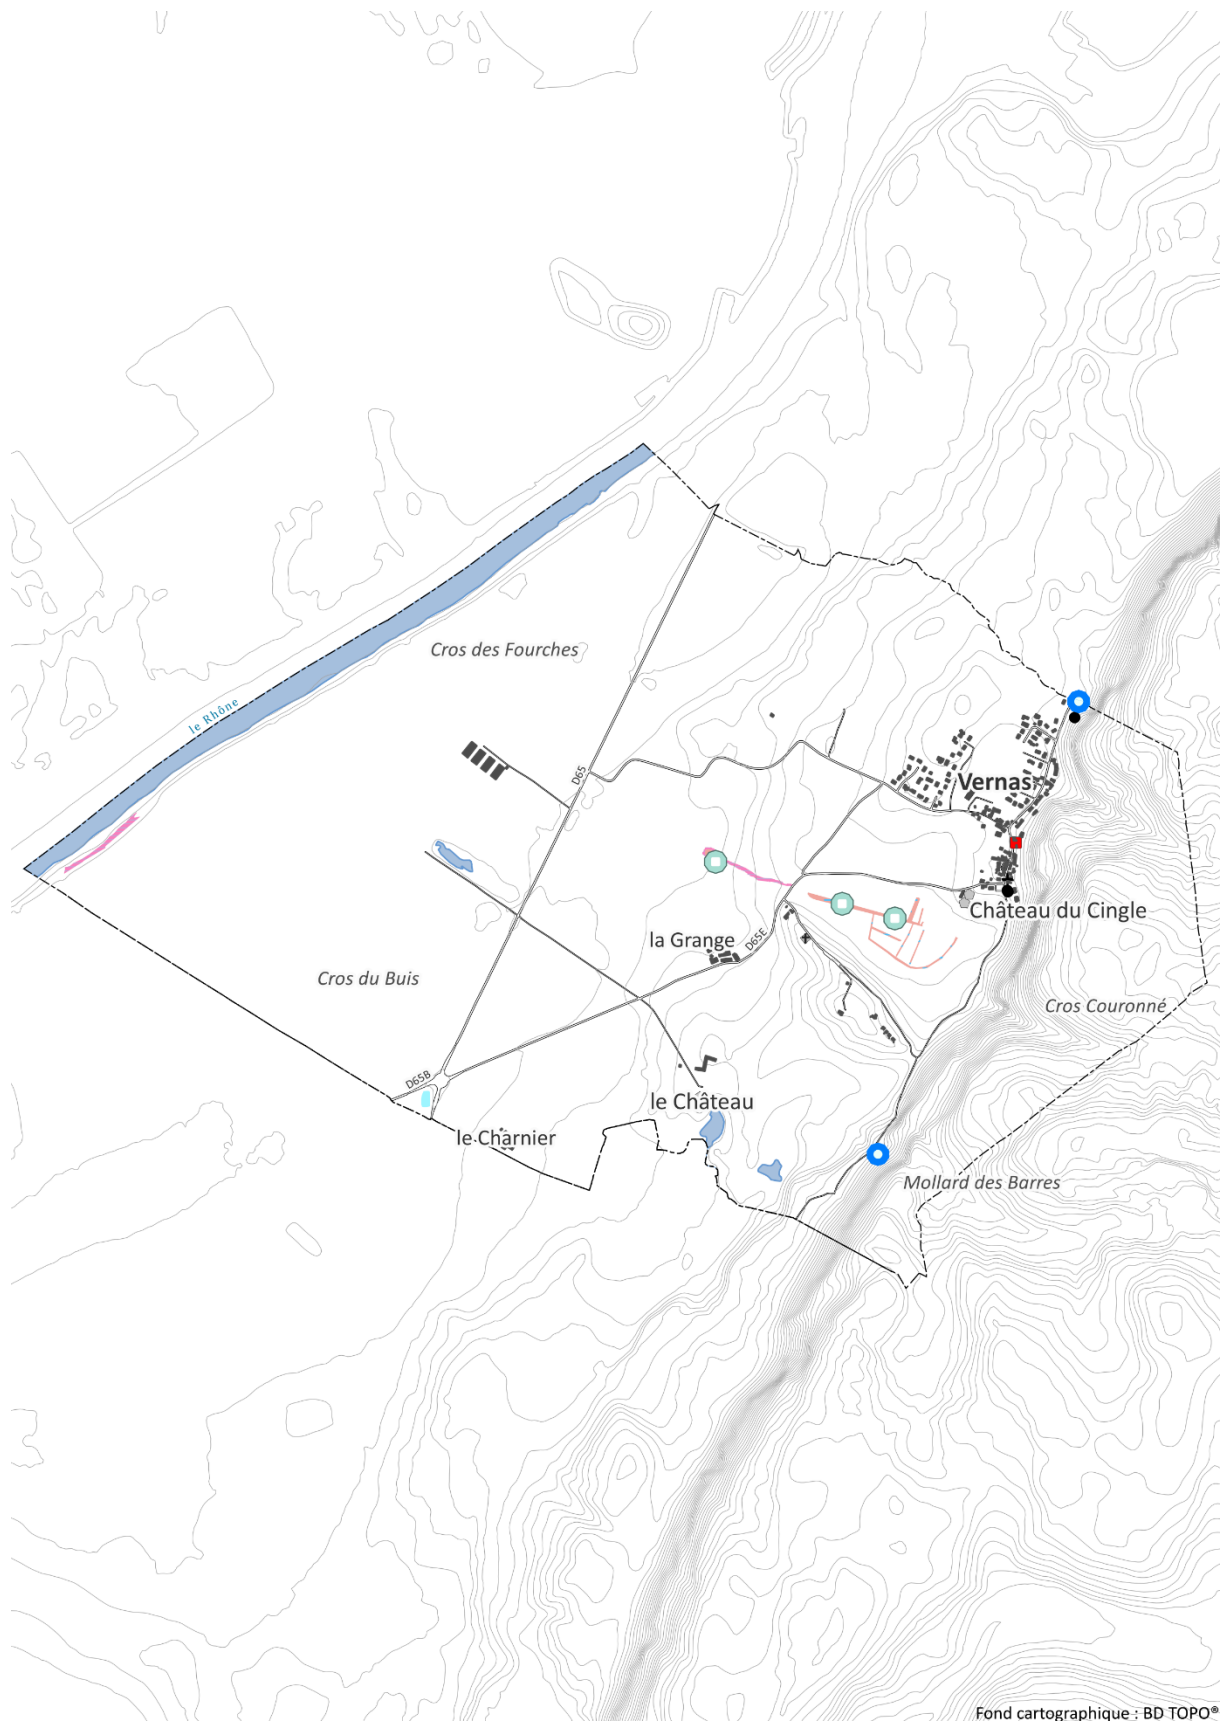 Cros des Fourches
le Rhône
D65
Vernas
Château du Cingle
la Grange
D65E
Cros du Buis
Cros Couronné
D65B
le Château
le Charnier
Mollard des Barres
Fond cartographique : BD TOPO®